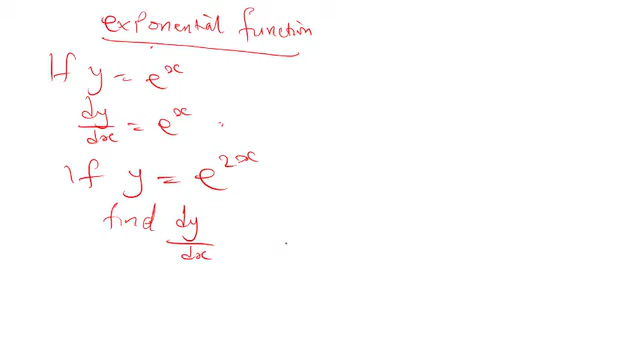 exponential function
If y = e^x
dy/dx = e^x
If y = e^2x
find dy/dx